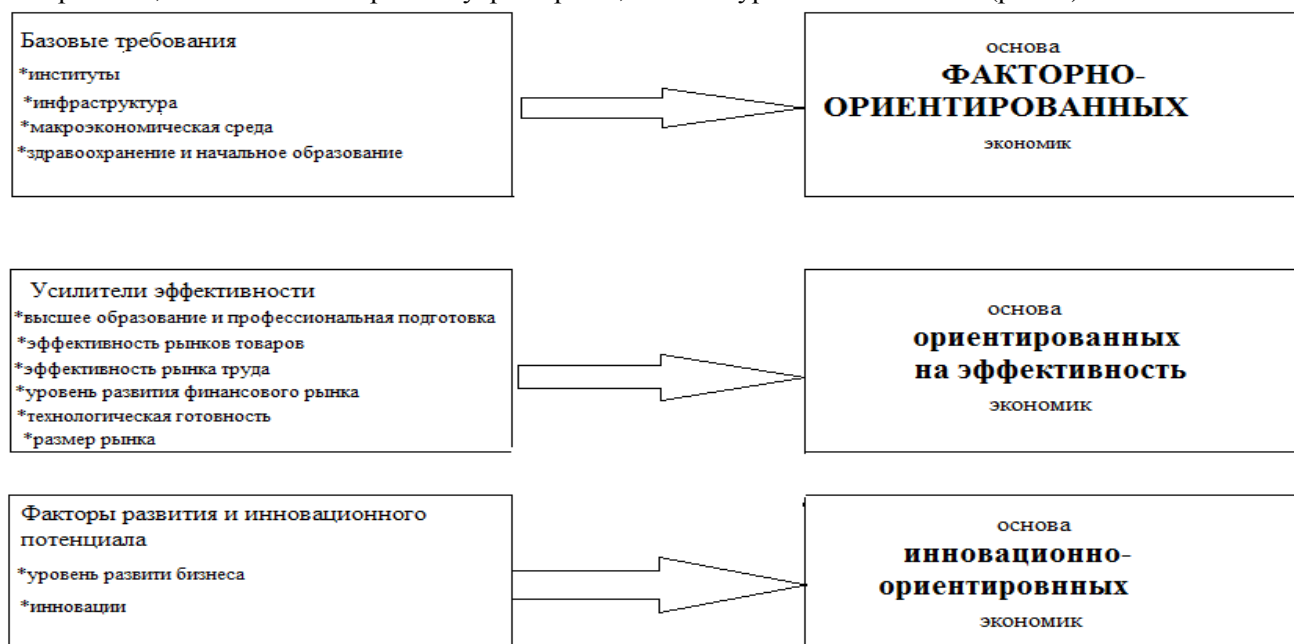 Базовые требования
*институты
*инфраструктура
*макроэкономическая среда
*здравоохранение и начальное образование
основа
ФАКТОРНО-
ОРИЕНТИРОВАННЫХ
экономик
Усилители эффективности
*высшее образование и профессиональная подготовка
*эффективность рынков товаров
*эффективность рынка труда
*уровень развития финансового рынка
*технологическая готовность
*размер рынка
основа
ориентированных
на эффективность
экономик
Факторы развития и инновационного
потенциала
*уровень развити бизнеса
*инновации
основа
инновационно-
ориентировнных
экономик